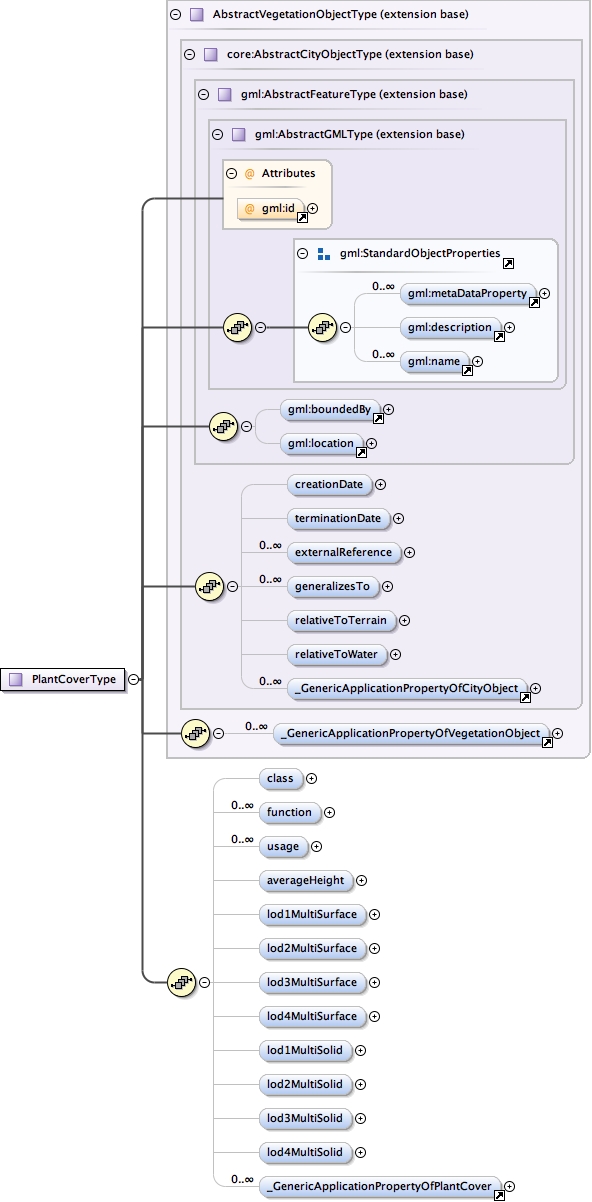 AbstractVegetationObjectType (extension base)
core:AbstractCityObjectType (extension base)
gml:AbstractFeatureType (extension base)
gml:AbstractGMLType (extension base)
@ Attributes
@ gml:id
gml:StandardObjectProperties
0..∞
gml:metaDataProperty
gml:description
0..∞
gml:name
gml:boundedBy
gml:location
creationDate
terminationDate
0..∞
externalReference
0..∞
generalizesTo
relativeToTerrain
relativeToWater
0..∞
_GenericApplicationPropertyOfCityObject
PlantCoverType
0..∞
_GenericApplicationPropertyOfVegetationObject
class
0..∞
function
0..∞
usage
averageHeight
lod1MultiSurface
lod2MultiSurface
lod3MultiSurface
lod4MultiSurface
lod1MultiSolid
lod2MultiSolid
lod3MultiSolid
lod4MultiSolid
0..∞
_GenericApplicationPropertyOfPlantCover